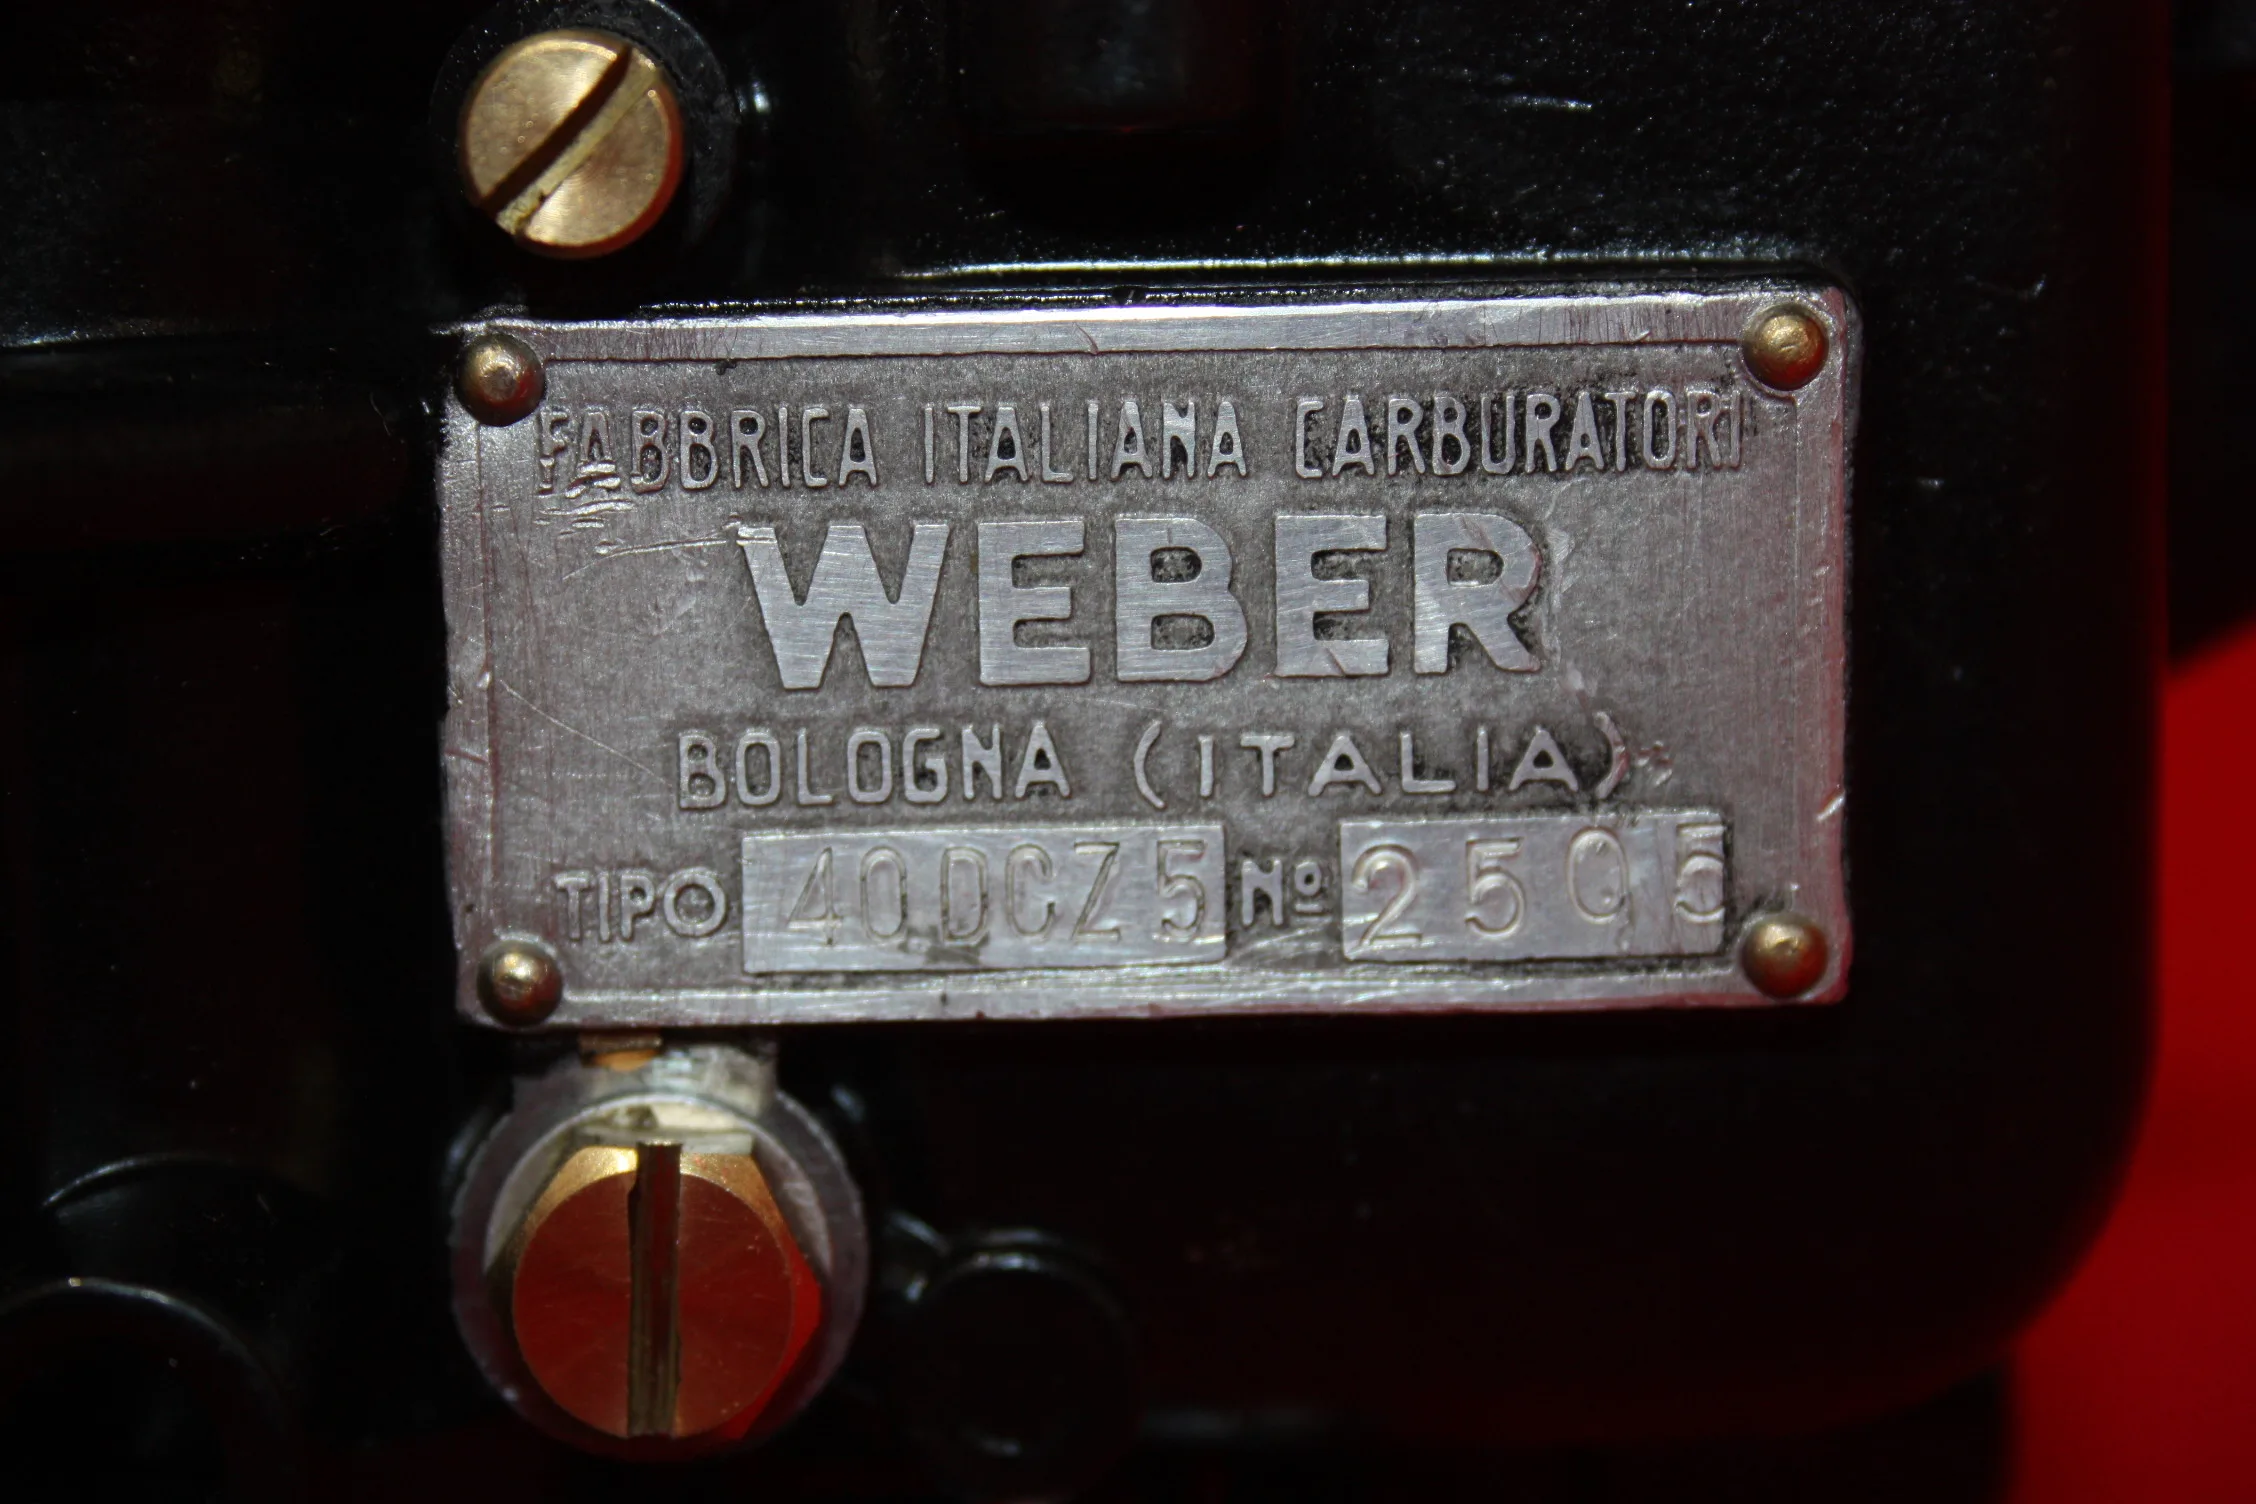 FABBRICA ITALIANA CARBURATORI
WEBER
BOLOGNA (ITALIA)
TIPO 40DCZ5 Nº 2505